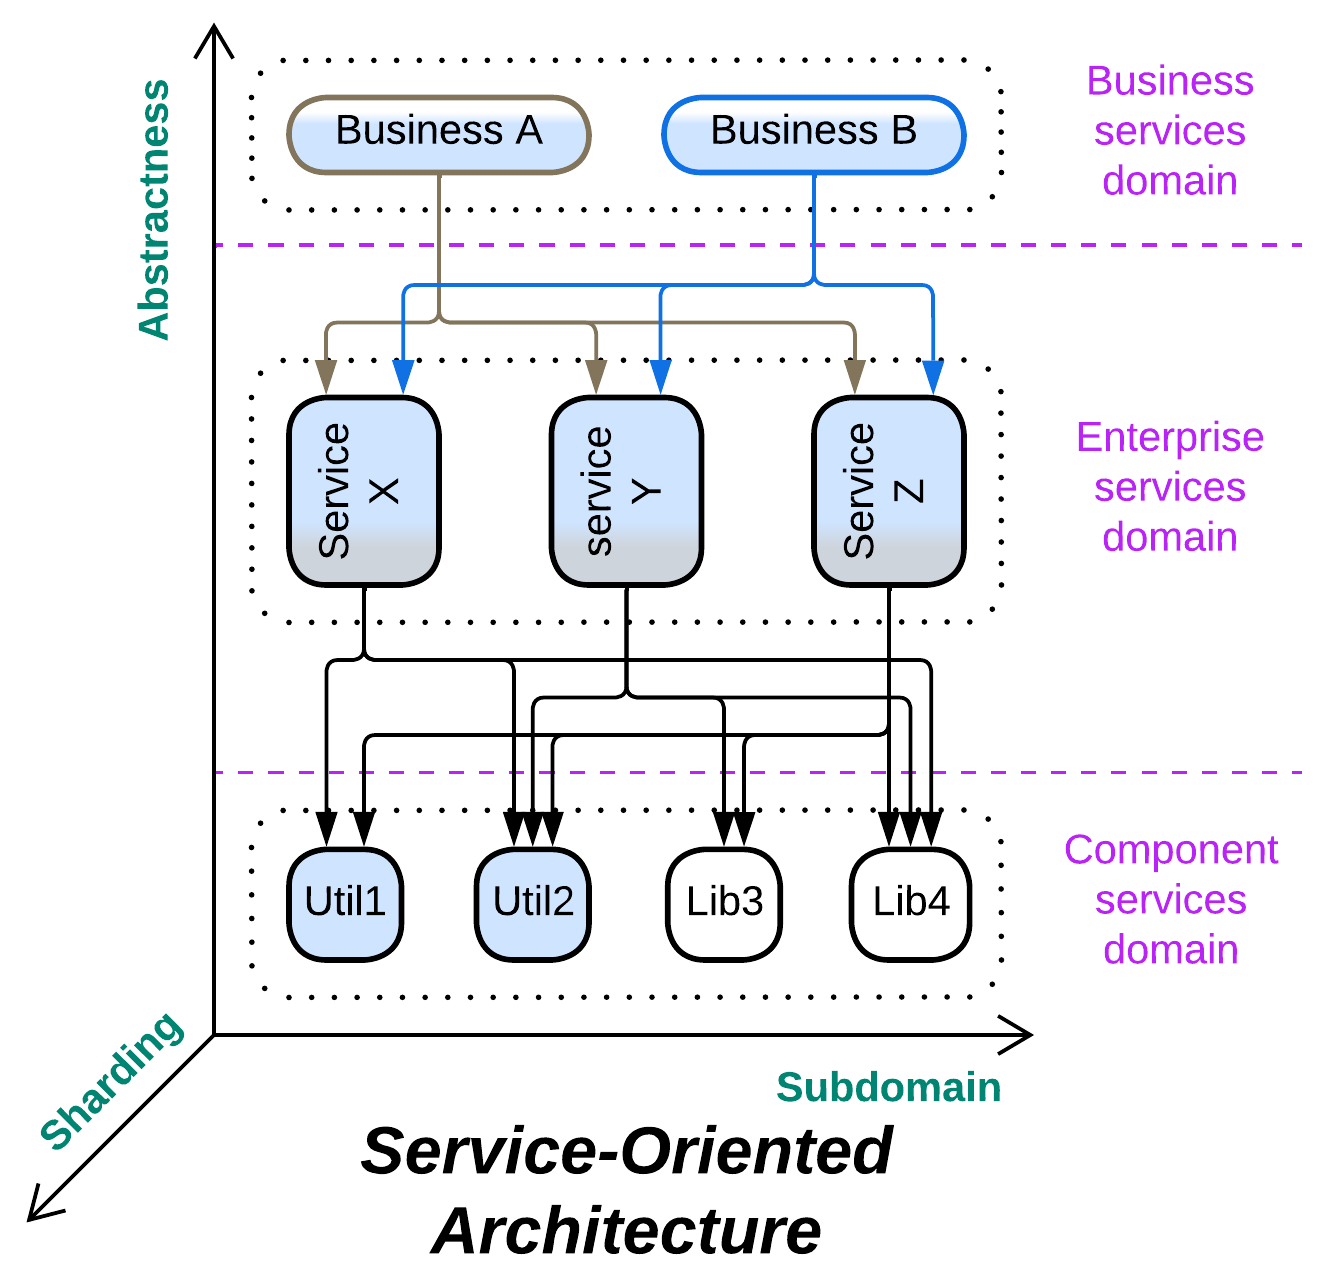 Abstractness
Business A
Business B
Business
services
domain
Service
X
service
Y
Service
Z
Enterprise
services
domain
Util1
Util2
Lib3
Lib4
Component
services
domain
Sharding
Subdomain
Service-Oriented
Architecture